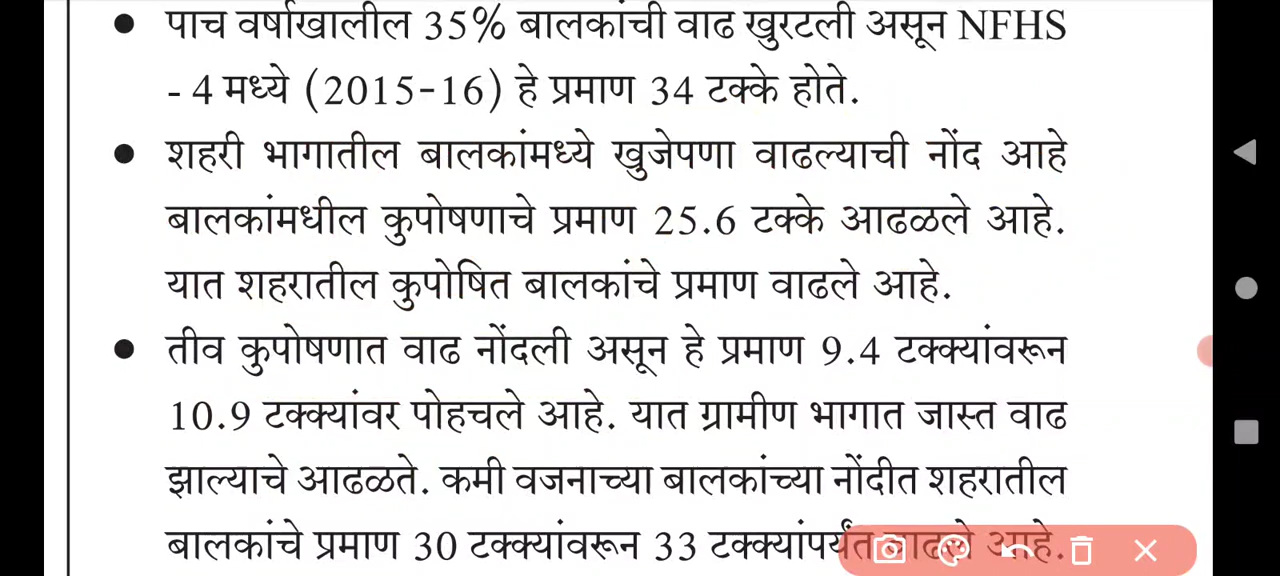 ● पाच वर्षाखालील 35% बालकांची वाढ खुरटली असून NFHS
- 4 मध्ये (2015-16) हे प्रमाण 34 टक्के होते.
● शहरी भागातील बालकांमध्ये खुजेपणा वाढल्याची नोंद आहे
बालकांमधील कुपोषणाचे प्रमाण 25.6 टक्के आढळले आहे.
यात शहरातील कुपोषित बालकांचे प्रमाण वाढले आहे.
● तीव कुपोषणात वाढ नोंदली असून हे प्रमाण 9.4 टक्क्यांवरून
10.9 टक्क्यांवर पोहचले आहे. यात ग्रामीण भागात जास्त वाढ
झाल्याचे आढळते. कमी वजनाच्या बालकांच्या नोंदीत शहरातील
बालकांचे प्रमाण 30 टक्क्यांवरून 33 टक्क्यांपर्यंत वाढले आहे.